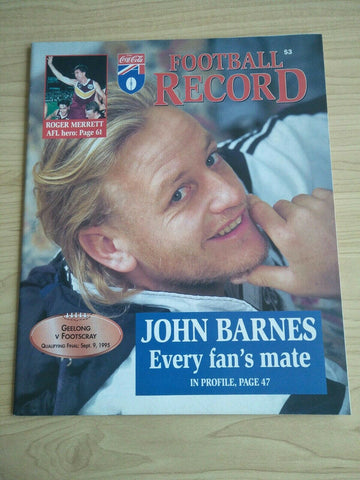 FOOTBALL
$3
RECORD
Coca-Cola
AFL
ROGER MERRETT
AFL hero: Page 61
GEELONG
V FOOTSCRAY
QUALIFYING FINAL: SEPT. 9, 1995
JOHN BARNES
Every fan's mate
IN PROFILE, PAGE 47